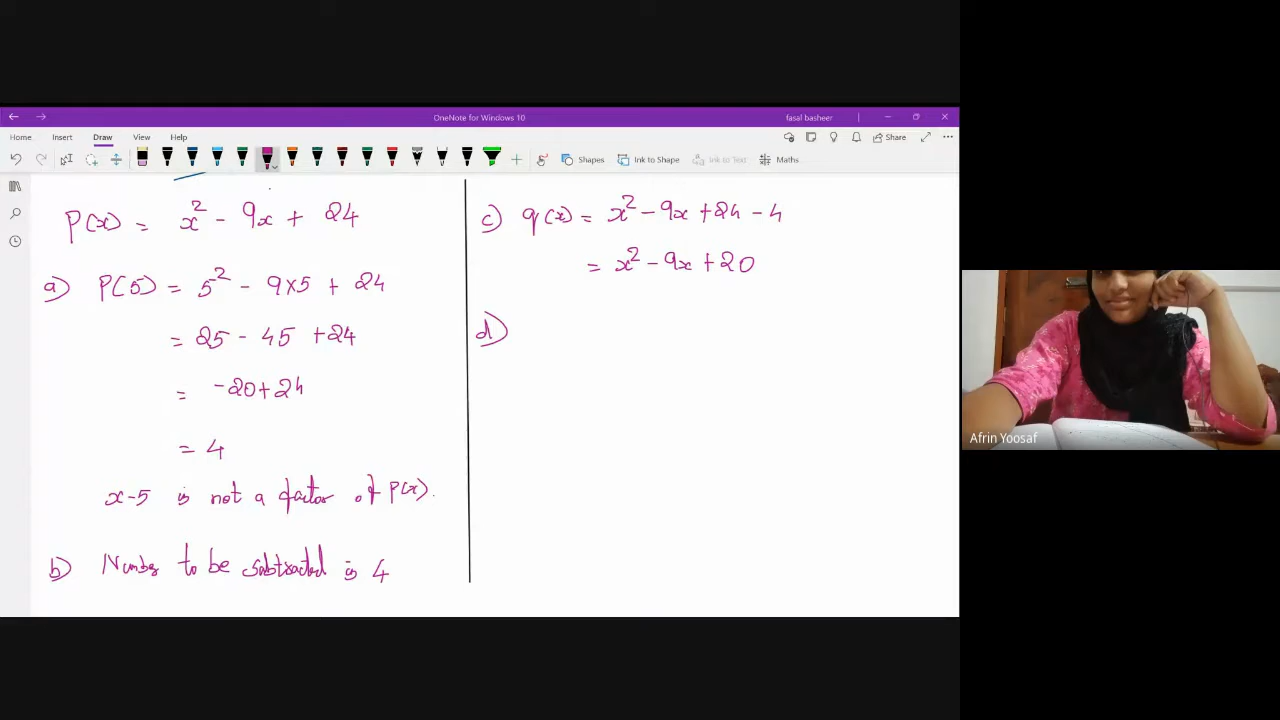 OneNote for Windows 10
fasal basheer
Home Insert Draw View Help
Share
Shapes Ink to Shape Ink to Text Maths
P(x) = x² - 9x + 24
a) P(5) = 5² - 9×5 + 24
= 25 - 45 + 24
= -20+24
= 4
x-5 is not a factor of P(x).
b) Number to be subtracted is 4
c) q(x) = x² - 9x + 24 - 4
= x² - 9x + 20
d)
Afrin Yoosaf